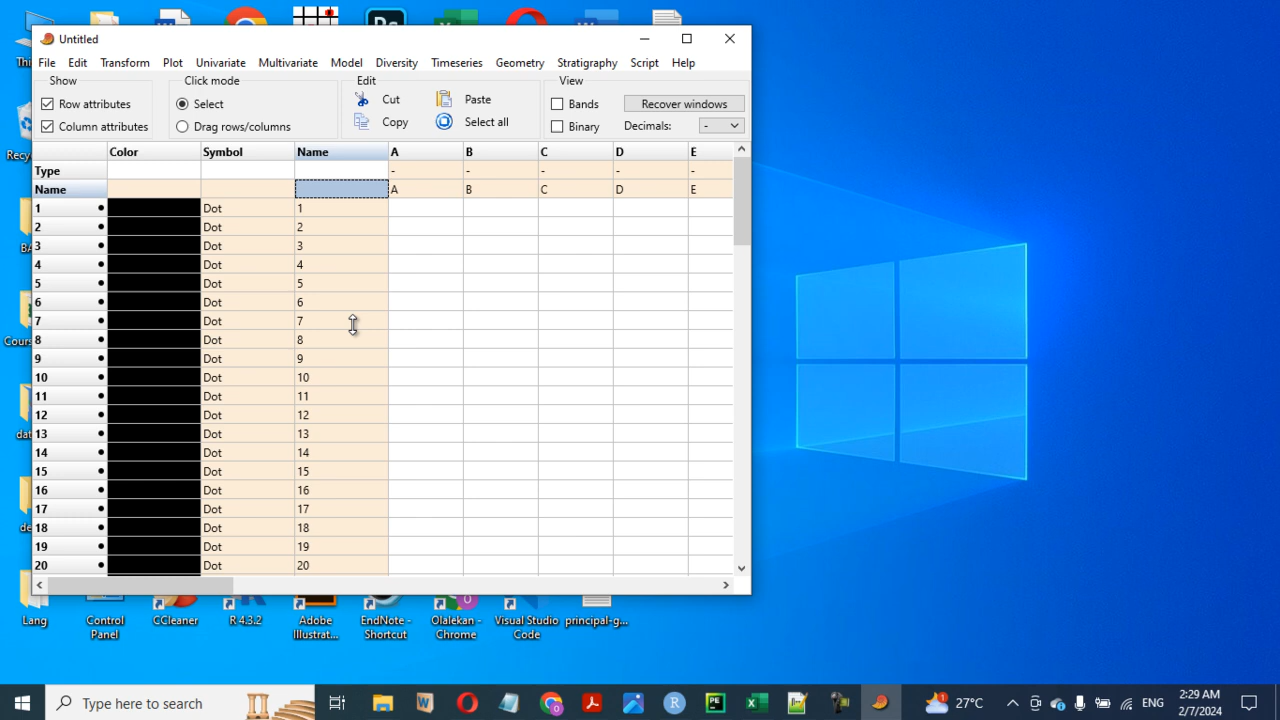 Untitled
File Edit Transform Plot Univariate Multivariate Model Diversity Timeseries Geometry Stratigraphy Script Help
Show Click mode Edit View
Row attributes Select Cut Paste Bands Recover windows
Column attributes Drag rows/columns Copy Select all Binary Decimals: -
Color Symbol Name A B C D E
Type - - - - -
Name A B C D E
1 Dot 1
2 Dot 2
3 Dot 3
4 Dot 4
5 Dot 5
6 Dot 6
7 Dot 7
8 Dot 8
9 Dot 9
10 Dot 10
11 Dot 11
12 Dot 12
13 Dot 13
14 Dot 14
15 Dot 15
16 Dot 16
17 Dot 17
18 Dot 18
19 Dot 19
20 Dot 20
Lang
Control Panel
CCleaner
R 4.3.2
Adobe Illustrat...
EndNote - Shortcut
Olalekan - Chrome
Visual Studio Code
principal-g...
Type here to search
27°C ENG
2:29 AM
2/7/2024